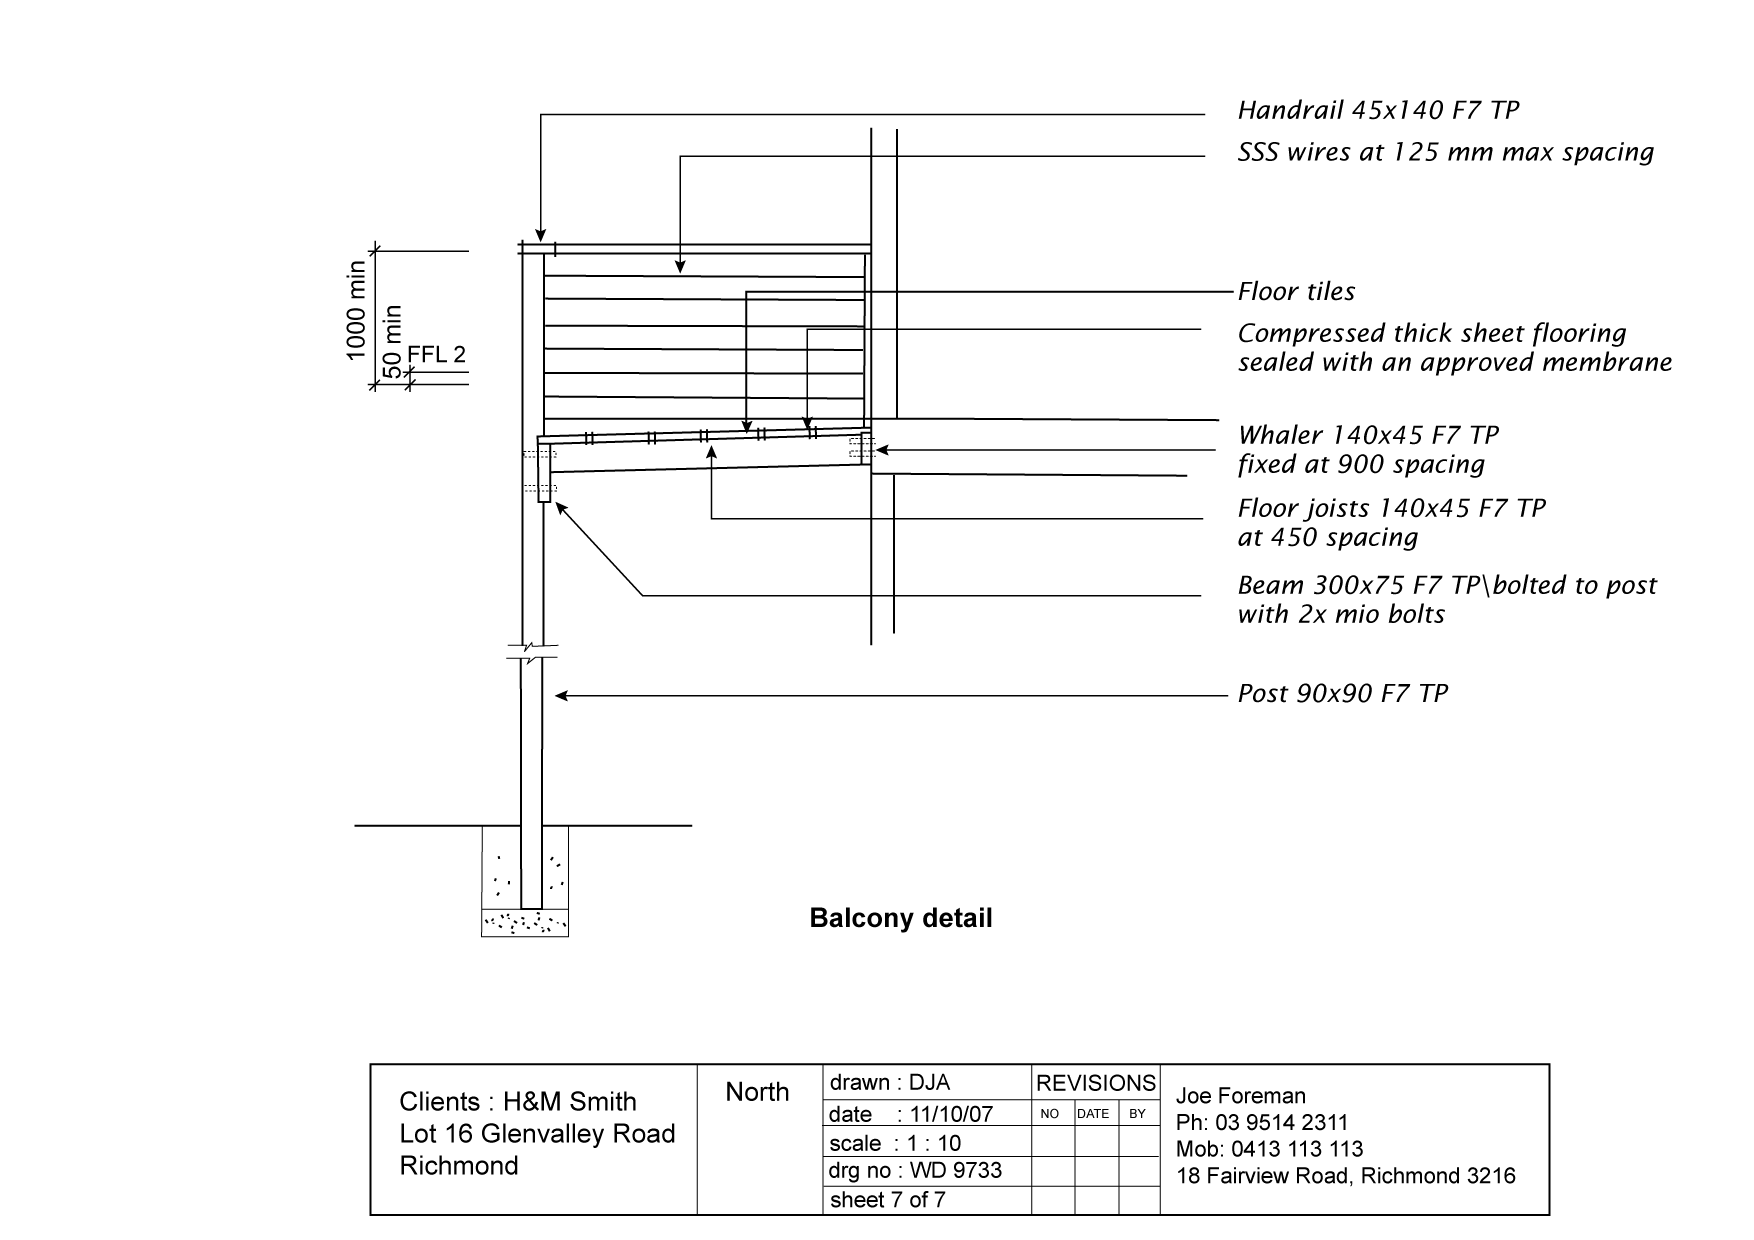 Handrail 45x140 F7 TP
SSS wires at 125 mm max spacing
1000 min
50 min
FFL 2
Floor tiles
Compressed thick sheet flooring
sealed with an approved membrane
Whaler 140x45 F7 TP
fixed at 900 spacing
Floor joists 140x45 F7 TP
at 450 spacing
Beam 300x75 F7 TP\bolted to post
with 2x mio bolts
Post 90x90 F7 TP
Balcony detail
Clients : H&M Smith
Lot 16 Glenvalley Road
Richmond
North
drawn : DJA
date : 11/10/07
scale : 1 : 10
drg no : WD 9733
sheet 7 of 7
REVISIONS
NO DATE BY
Joe Foreman
Ph: 03 9514 2311
Mob: 0413 113 113
18 Fairview Road, Richmond 3216